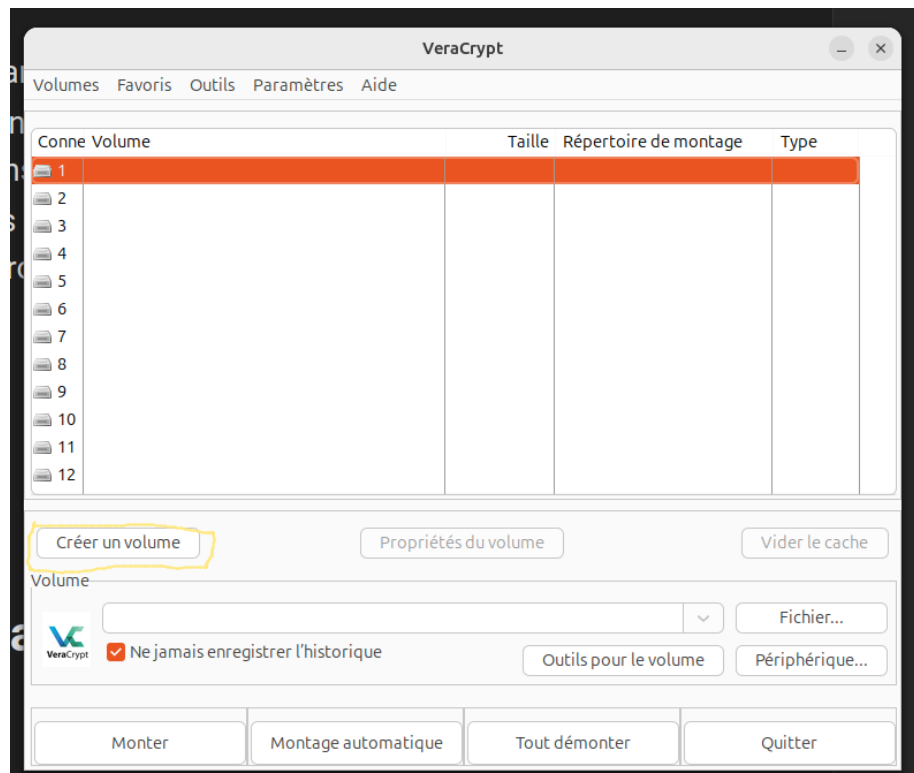 VeraCrypt
Volumes Favoris Outils Paramètres Aide
Conne Volume Taille Répertoire de montage Type
1
2
3
4
5
6
7
8
9
10
11
12
Créer un volume Propriétés du volume Vider le cache
Volume
Fichier...
VeraCrypt Ne jamais enregistrer l'historique
Outils pour le volume Périphérique...
Monter Montage automatique Tout démonter Quitter